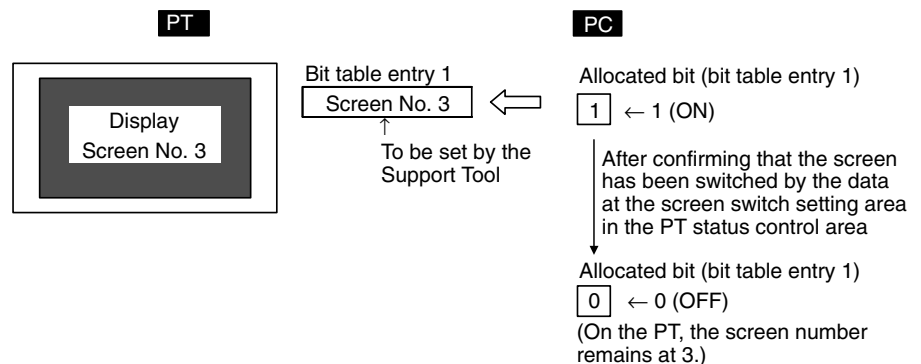 PT
PC
Bit table entry 1
Screen No. 3
↑
To be set by the
Support Tool
Display
Screen No. 3
Allocated bit (bit table entry 1)
1 ← 1 (ON)
After confirming that the screen
has been switched by the data
at the screen switch setting area
in the PT status control area
Allocated bit (bit table entry 1)
0 ← 0 (OFF)
(On the PT, the screen number
remains at 3.)